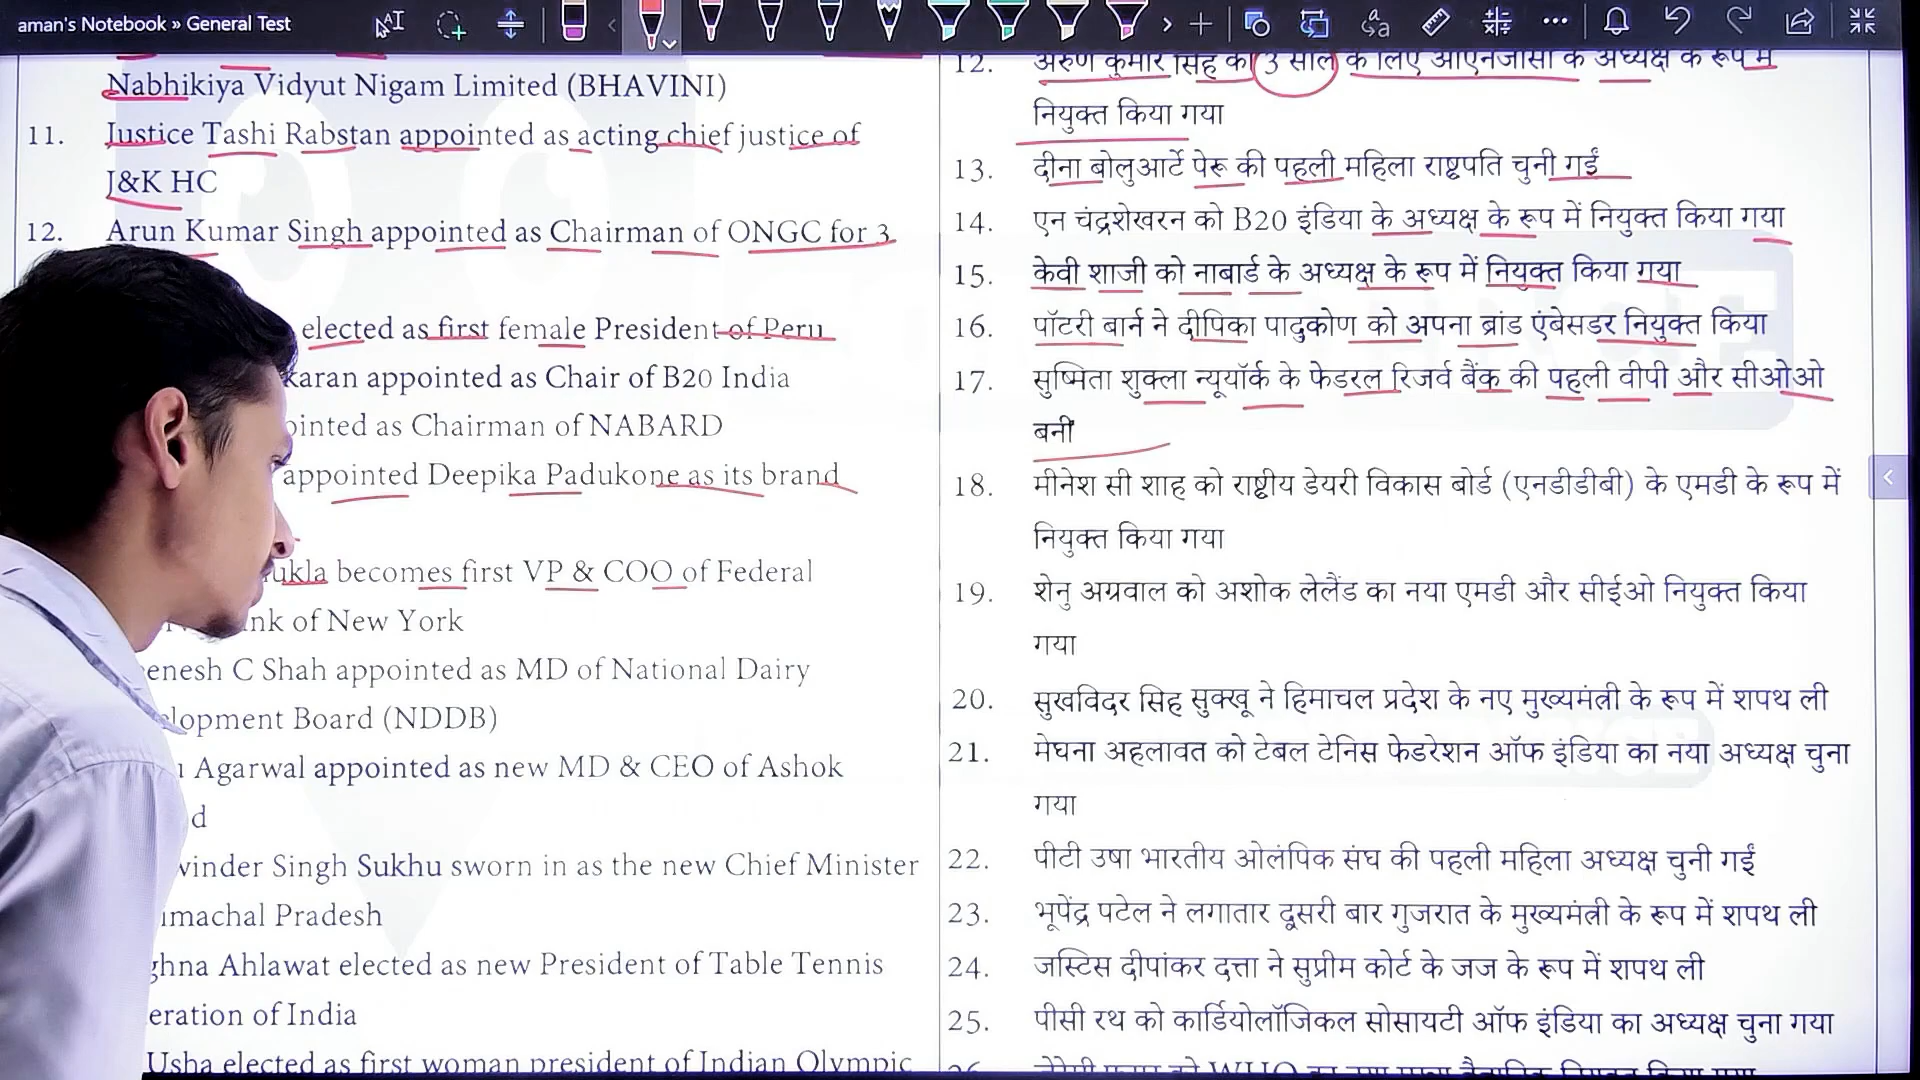 aman's Notebook » General Test
Nabhikiya Vidyut Nigam Limited (BHAVINI)
11. Justice Tashi Rabstan appointed as acting chief justice of
J&K HC
12. Arun Kumar Singh appointed as Chairman of ONGC for 3
elected as first female President of Peru
karan appointed as Chair of B20 India
ointed as Chairman of NABARD
appointed Deepika Padukone as its brand
ukla becomes first VP & COO of Federal
nk of New York
enesh C Shah appointed as MD of National Dairy
lopment Board (NDDB)
Agarwal appointed as new MD & CEO of Ashok
d
vinder Singh Sukhu sworn in as the new Chief Minister
imachal Pradesh
ghna Ahlawat elected as new President of Table Tennis
eration of India
Usha elected as first woman president of Indian Olympic
12. अरुण कुमार सिंह को 3 साल के लिए ओएनजीसी के अध्यक्ष के रूप में
नियुक्त किया गया
13. दीना बोलुआर्टे पेरू की पहली महिला राष्ट्रपति चुनी गईं
14. एन चंद्रशेखरन को B20 इंडिया के अध्यक्ष के रूप में नियुक्त किया गया
15. केवी शाजी को नाबार्ड के अध्यक्ष के रूप में नियुक्त किया गया
16. पॉटरी बार्न ने दीपिका पादुकोण को अपना ब्रांड एंबेसडर नियुक्त किया
17. सुष्मिता शुक्ला न्यूयॉर्क के फेडरल रिजर्व बैंक की पहली वीपी और सीओओ
बनीं
18. मीनेश सी शाह को राष्ट्रीय डेयरी विकास बोर्ड (एनडीडीबी) के एमडी के रूप में
नियुक्त किया गया
19. शेनु अग्रवाल को अशोक लेलैंड का नया एमडी और सीईओ नियुक्त किया
गया
20. सुखविंदर सिंह सुक्खू ने हिमाचल प्रदेश के नए मुख्यमंत्री के रूप में शपथ ली
21. मेघना अहलावत को टेबल टेनिस फेडरेशन ऑफ इंडिया का नया अध्यक्ष चुना
गया
22. पीटी उषा भारतीय ओलंपिक संघ की पहली महिला अध्यक्ष चुनी गईं
23. भूपेंद्र पटेल ने लगातार दूसरी बार गुजरात के मुख्यमंत्री के रूप में शपथ ली
24. जस्टिस दीपांकर दत्ता ने सुप्रीम कोर्ट के जज के रूप में शपथ ली
25. पीसी रथ को कार्डियोलॉजिकल सोसायटी ऑफ इंडिया का अध्यक्ष चुना गया